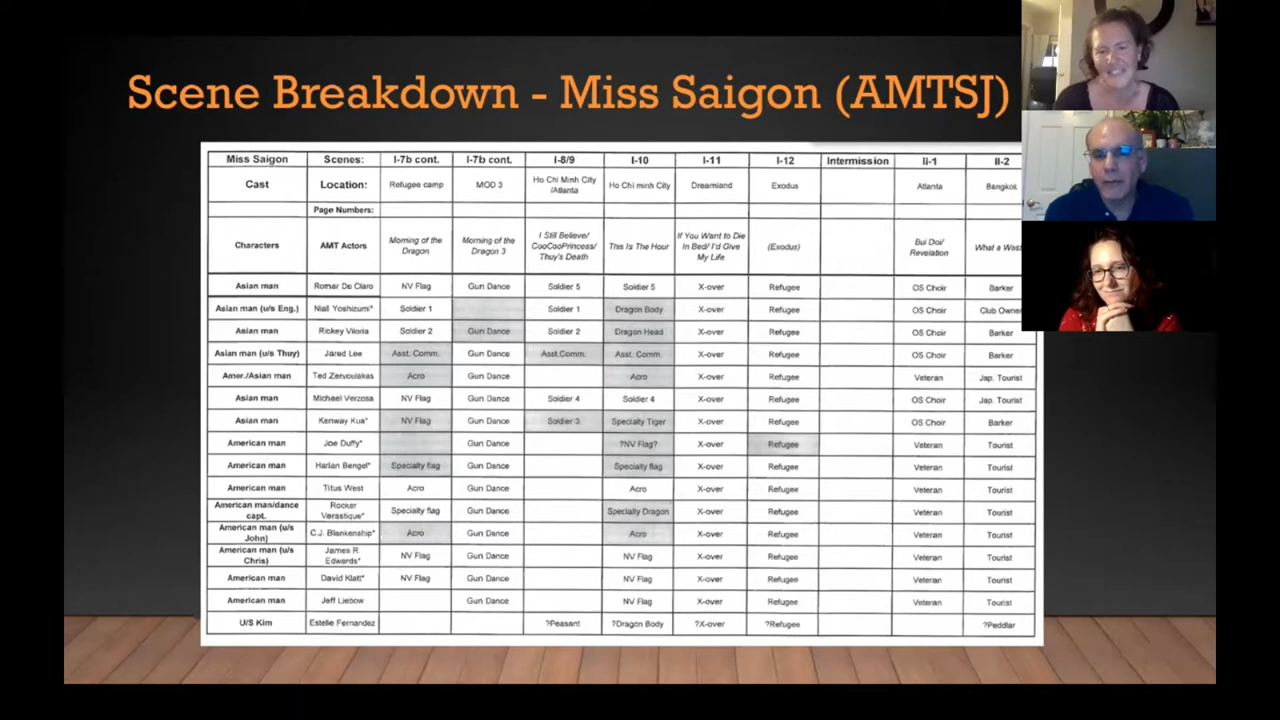 Scene Breakdown - Miss Saigon (AMTSJ)
Miss Saigon Scenes: I-7b cont. I-7b cont. I-8/9 I-10 I-11 I-12 Intermission Ii-1 II-2
Cast Location: Refugee camp MOD 3 Ho Chi Minh City /Atlanta Ho Chi minh City Dreamland Exodus Atlanta Bangkok
Page Numbers:
Characters AMT Actors Morning of the Dragon Morning of the Dragon 3 I Still Believe/ CooCooPrincess/ Thuy's Death This Is The Hour If You Want to Die In Bed/ I'd Give My Life (Exodus) Bui Doi/ Revelation What a Was
Asian man Romar De Claro NV Flag Gun Dance Soldier 5 Soldier 5 X-over Refugee OS Choir Barker
Asian man (u/s Eng.) Niall Yoshizumi* Soldier 1 Soldier 1 Dragon Body X-over Refugee OS Choir Club Owne
Asian man Rickey Viloria Soldier 2 Gun Dance Soldier 2 Dragon Head X-over Refugee OS Choir Barker
Asian man (u/s Thuy) Jared Lee Asst. Comm. Gun Dance Asst.Comm. Asst. Comm. X-over Refugee OS Choir Barker
Amer./Asian man Ted Zervoulakas Acro Gun Dance Acro X-over Refugee Veteran Jap. Tourist
Asian man Michael Verzosa NV Flag Gun Dance Soldier 4 Soldier 4 X-over Refugee OS Choir Jap. Tourist
Asian man Kenway Kua* NV Flag Gun Dance Soldier 3 Specialty Tiger X-over Refugee OS Choir Barker
American man Joe Duffy* Gun Dance ?NV Flag? X-over Refugee Veteran Tourist
American man Harlan Bengel* Specialty flag Gun Dance Specialty flag X-over Refugee Veteran Tourist
American man Titus West Acro Gun Dance Acro X-over Refugee Veteran Tourist
American man/dance capt. Rocker Verastique* Specialty flag Gun Dance Specialty Dragon X-over Refugee Veteran Tourist
American man (u/s John) C.J. Blankenship* Acro Gun Dance Acro X-over Refugee Veteran Tourist
American man (u/s Chris) James R. Edwards* NV Flag Gun Dance NV Flag X-over Refugee Veteran Tourist
American man David Klatt* NV Flag Gun Dance NV Flag X-over Refugee Veteran Tourist
American man Jeff Liebow Gun Dance NV Flag X-over Refugee Veteran Tourist
U/S Kim Estelle Fernandez ?Peasant ?Dragon Body ?X-over ?Refugee ?Peddlar